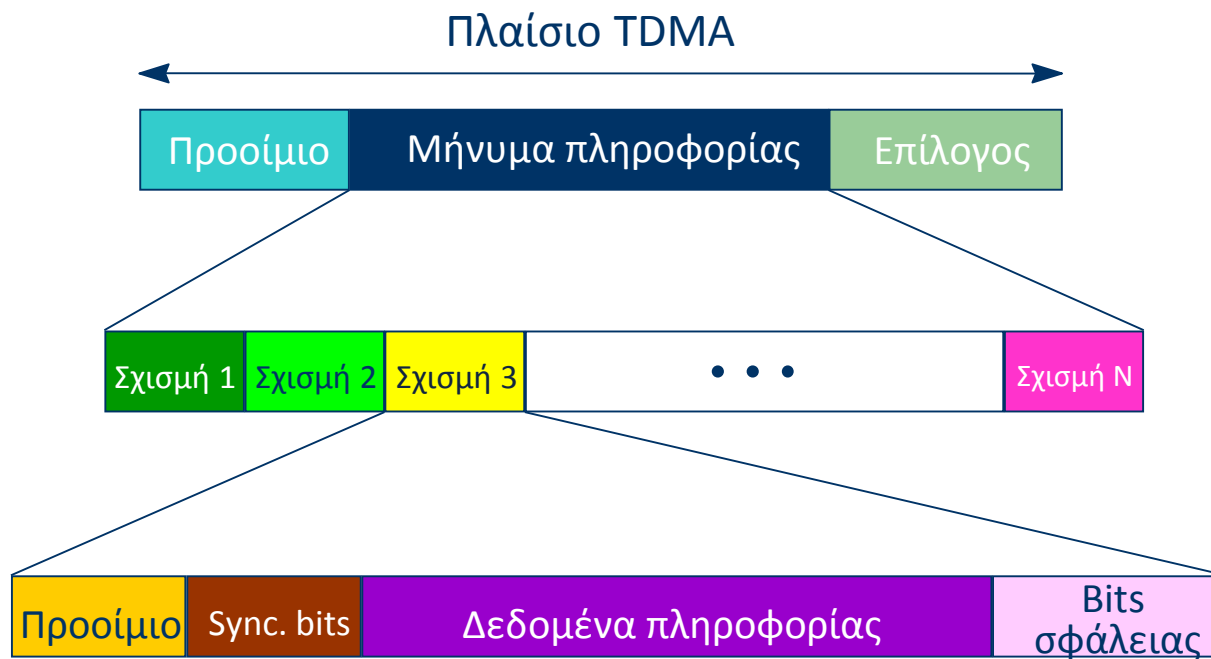 Πλαίσιο TDMA
Προοίμιο Μήνυμα πληροφορίας Επίλογος
Σχισμή 1 Σχισμή 2 Σχισμή 3 • • • Σχισμή N
Προοίμιο Sync. bits Δεδομένα πληροφορίας Bits
σφάλειας